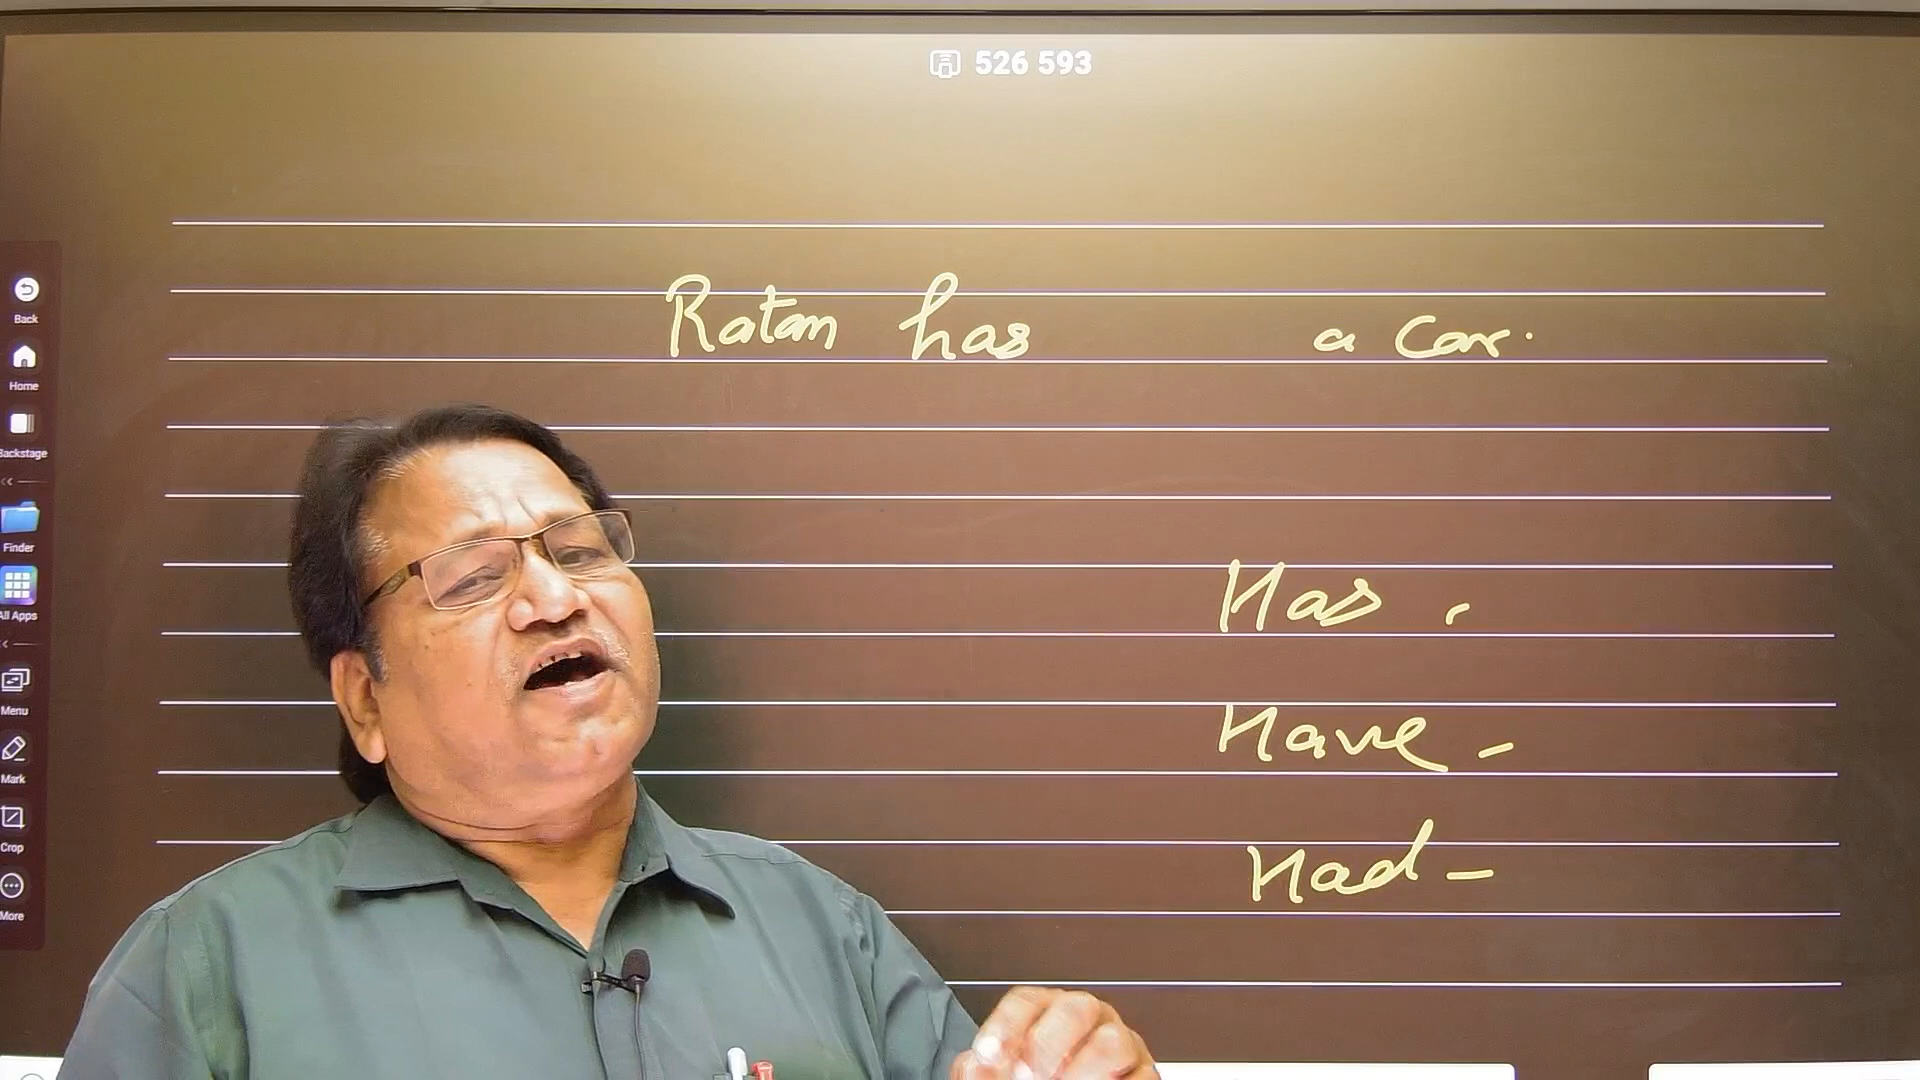 526 593
Ratan has a car.
Back
Home
Backstage
Finder
All Apps
Menu
Mark
Crop
More
Has
Have -
Had -